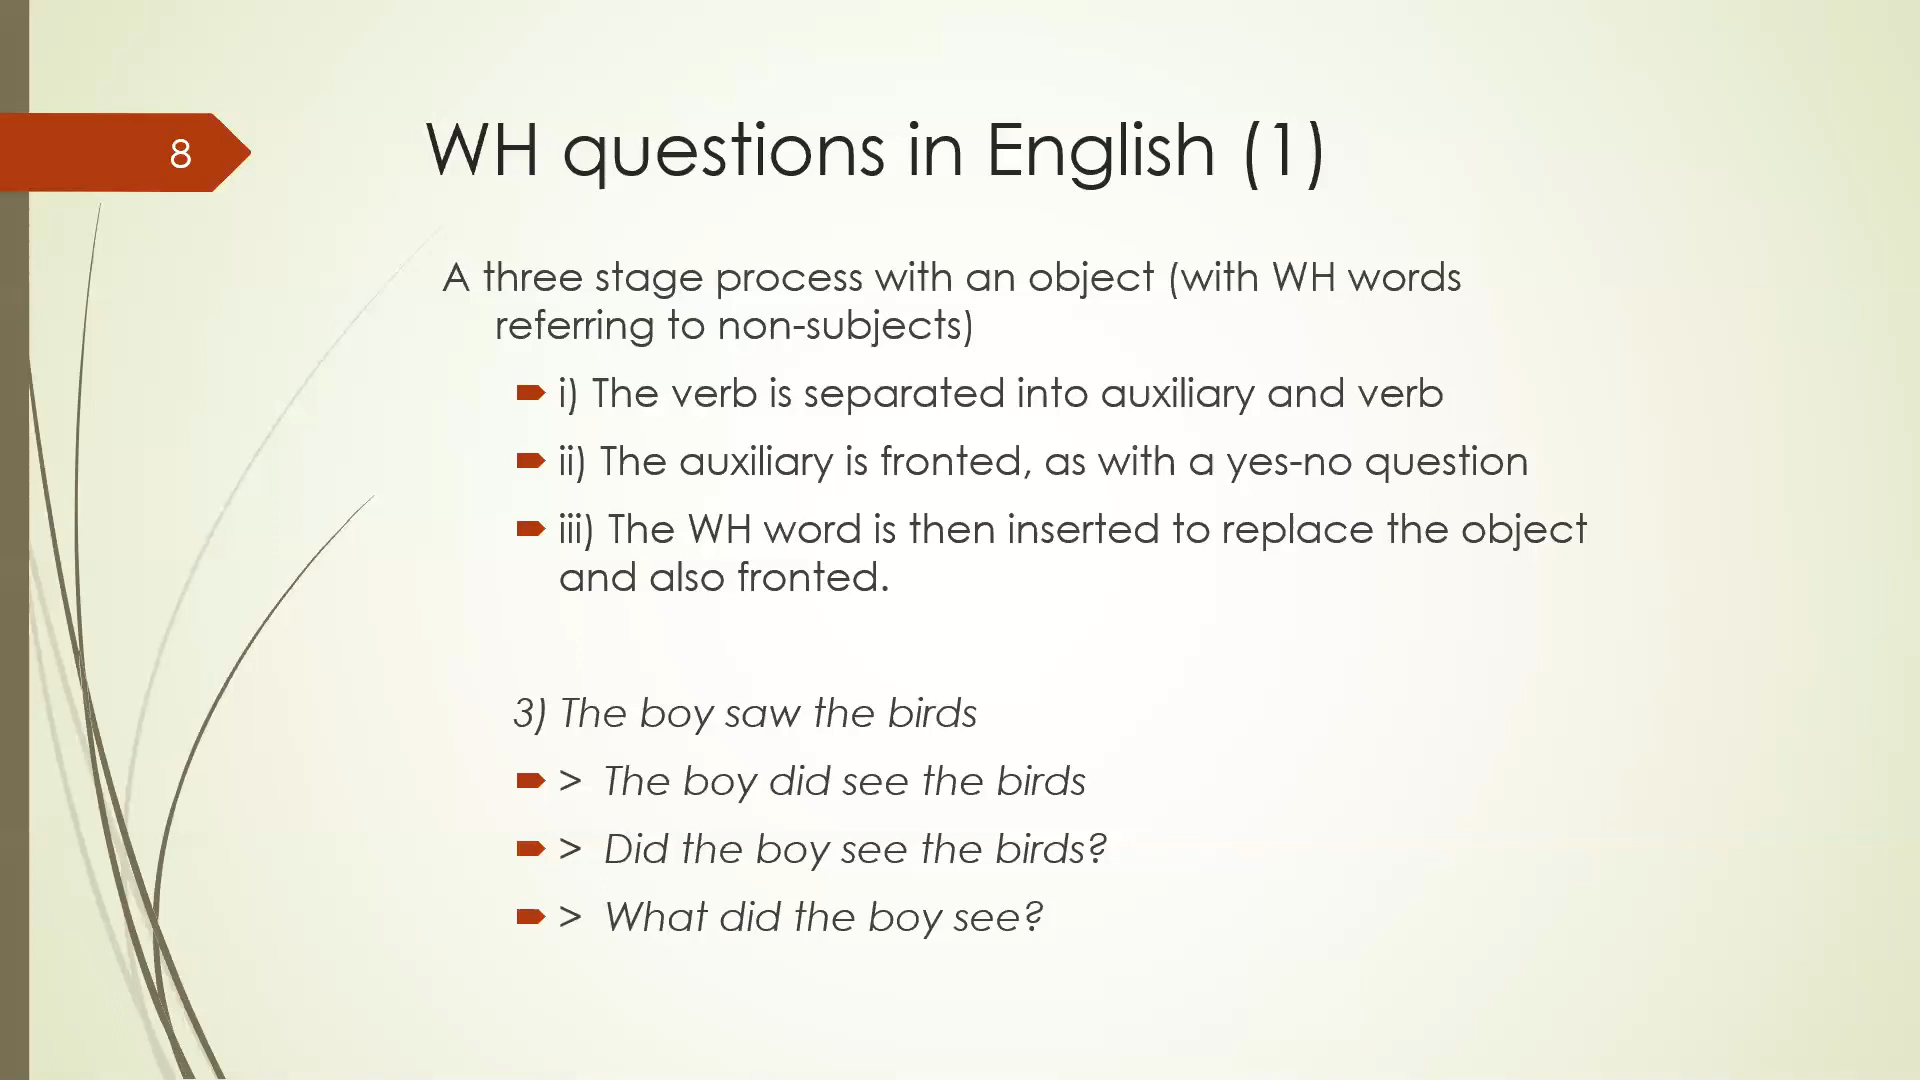 8
WH questions in English (1)
A three stage process with an object (with WH words
referring to non-subjects)
i) The verb is separated into auxiliary and verb
ii) The auxiliary is fronted, as with a yes-no question
iii) The WH word is then inserted to replace the object
and also fronted.
3) The boy saw the birds
> The boy did see the birds
> Did the boy see the birds?
> What did the boy see?